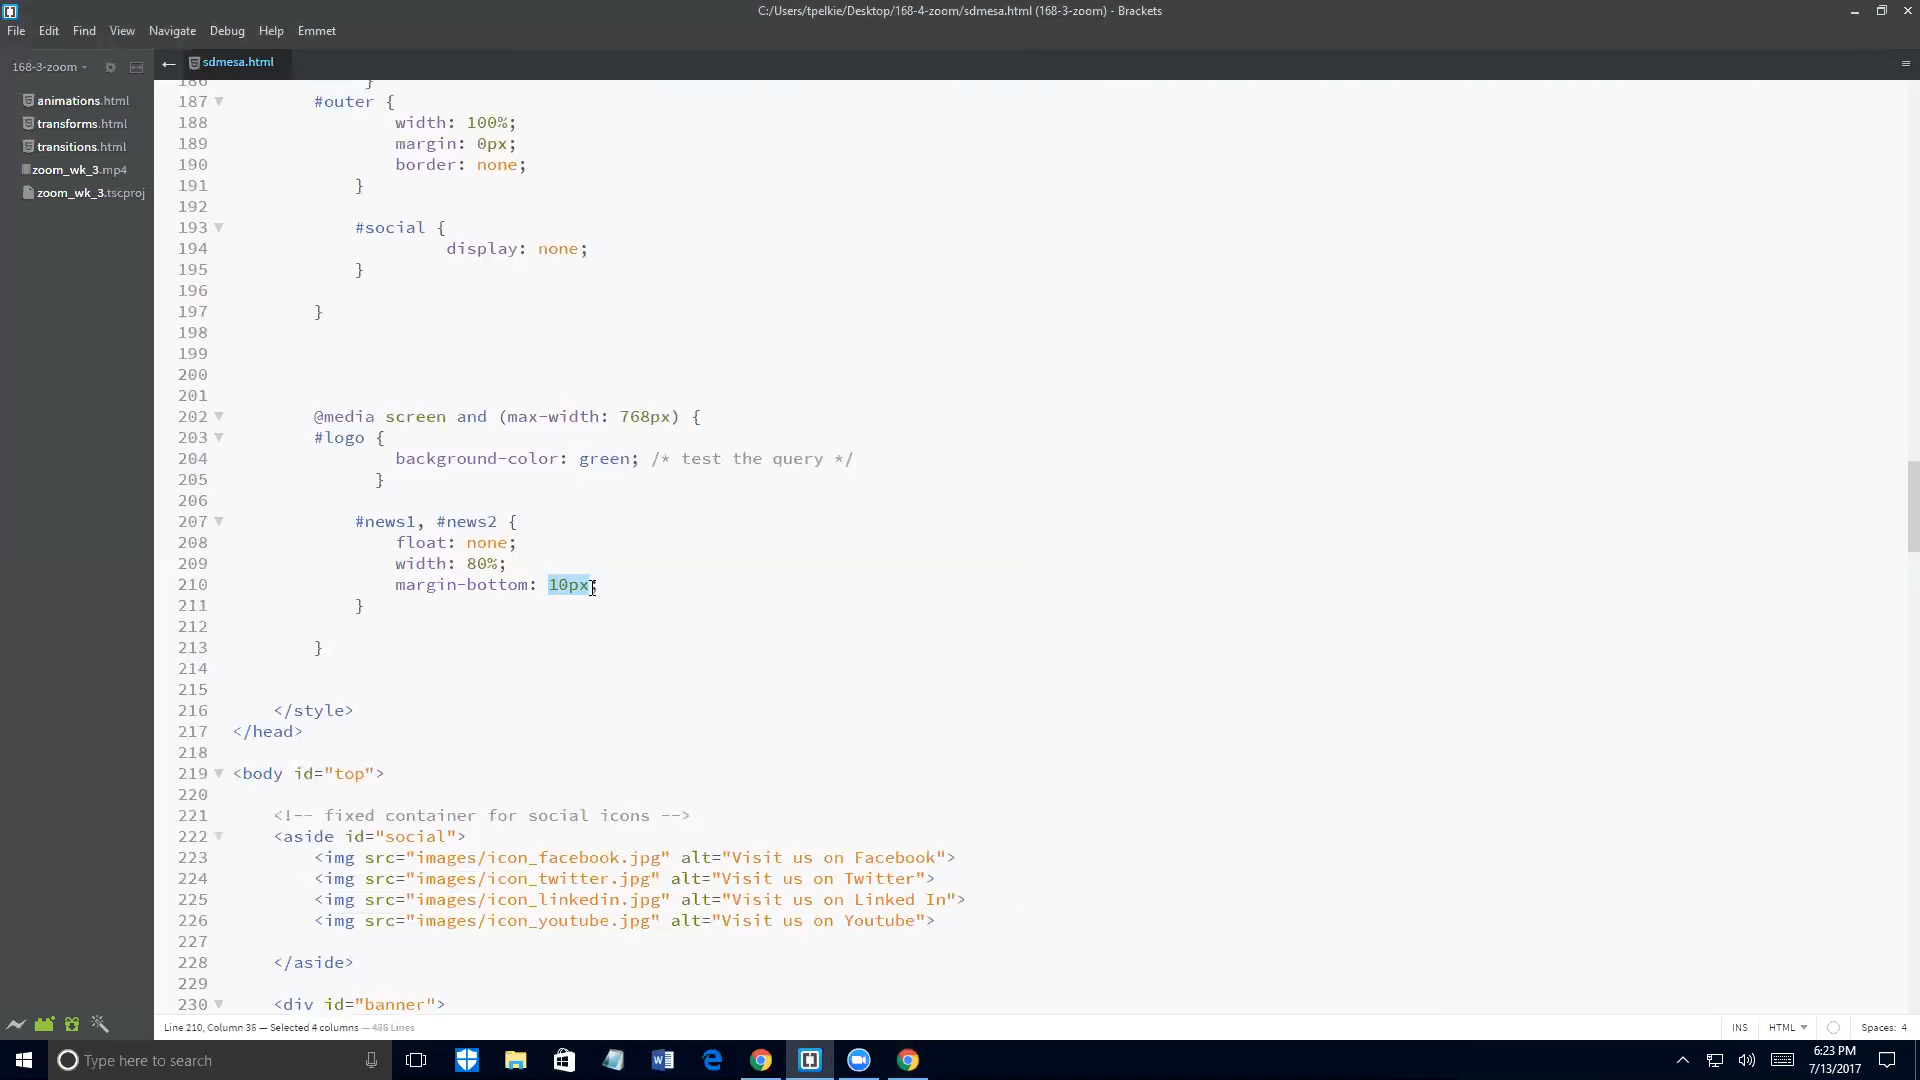 C:/Users/tpelkie/Desktop/168-4-zoom/sdmesa.html (168-3-zoom) - Brackets
File Edit Find View Navigate Debug Help Emmet
168-3-zoom
sdmesa.html
animations.html
transforms.html
transitions.html
zoom_wk_3.mp4
zoom_wk_3.tscproj
186 }
187 #outer {
188 width: 100%;
189 margin: 0px;
190 border: none;
191 }
192
193 #social {
194 display: none;
195 }
196
197 }
198
199
200
201
202 @media screen and (max-width: 768px) {
203 #logo {
204 background-color: green; /* test the query */
205 }
206
207 #news1, #news2 {
208 float: none;
209 width: 80%;
210 margin-bottom: 10px;
211 }
212
213 }
214
215
216 </style>
217 </head>
218
219 <body id="top">
220
221 <!-- fixed container for social icons -->
222 <aside id="social">
223 <img src="images/icon_facebook.jpg" alt="Visit us on Facebook">
224 <img src="images/icon_twitter.jpg" alt="Visit us on Twitter">
225 <img src="images/icon_linkedin.jpg" alt="Visit us on Linked In">
226 <img src="images/icon_youtube.jpg" alt="Visit us on Youtube">
227
228 </aside>
229
230 <div id="banner">
Line 210, Column 36 — Selected 4 columns — 486 Lines
INS HTML Spaces: 4
Type here to search
6:23 PM
7/13/2017